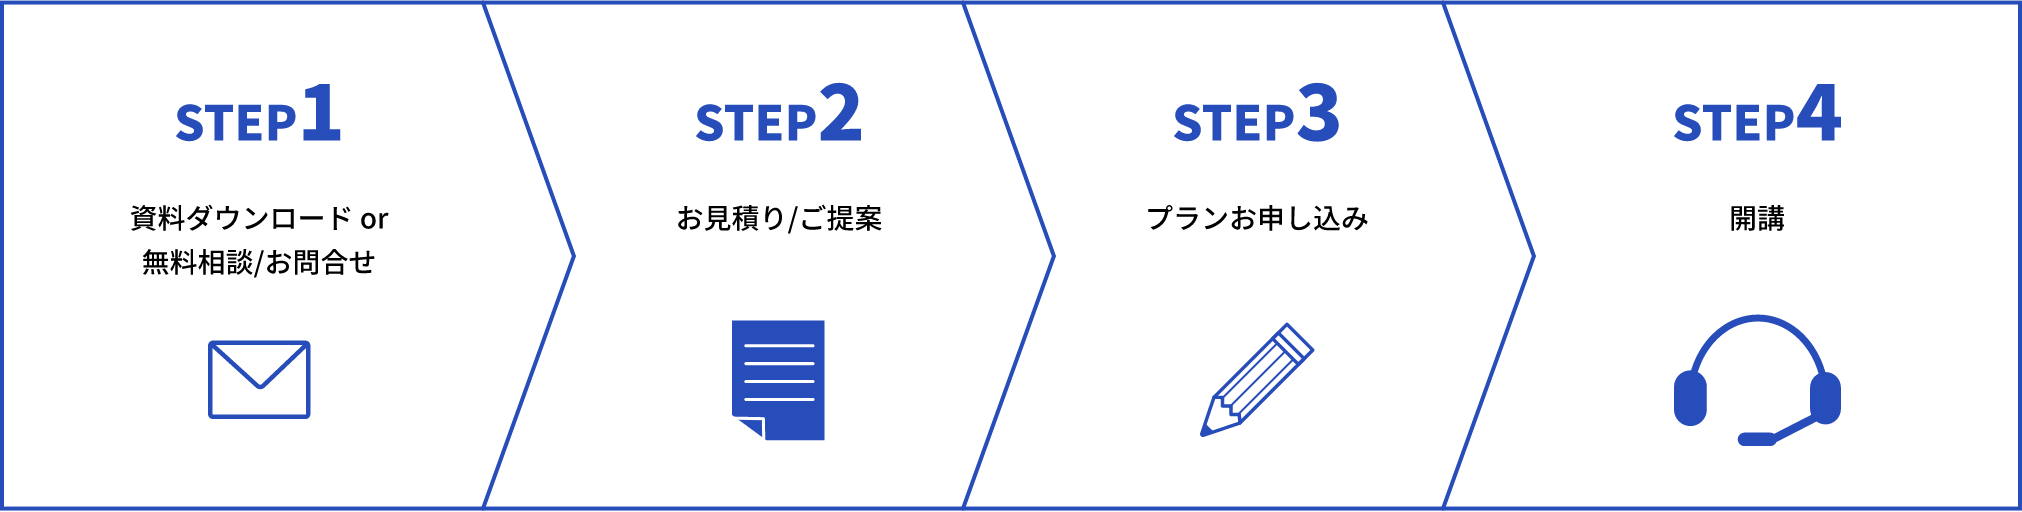 STEP1
資料ダウンロード or
無料相談/お問合せ
STEP2
お見積り/ご提案
STEP3
プランお申し込み
STEP4
開講